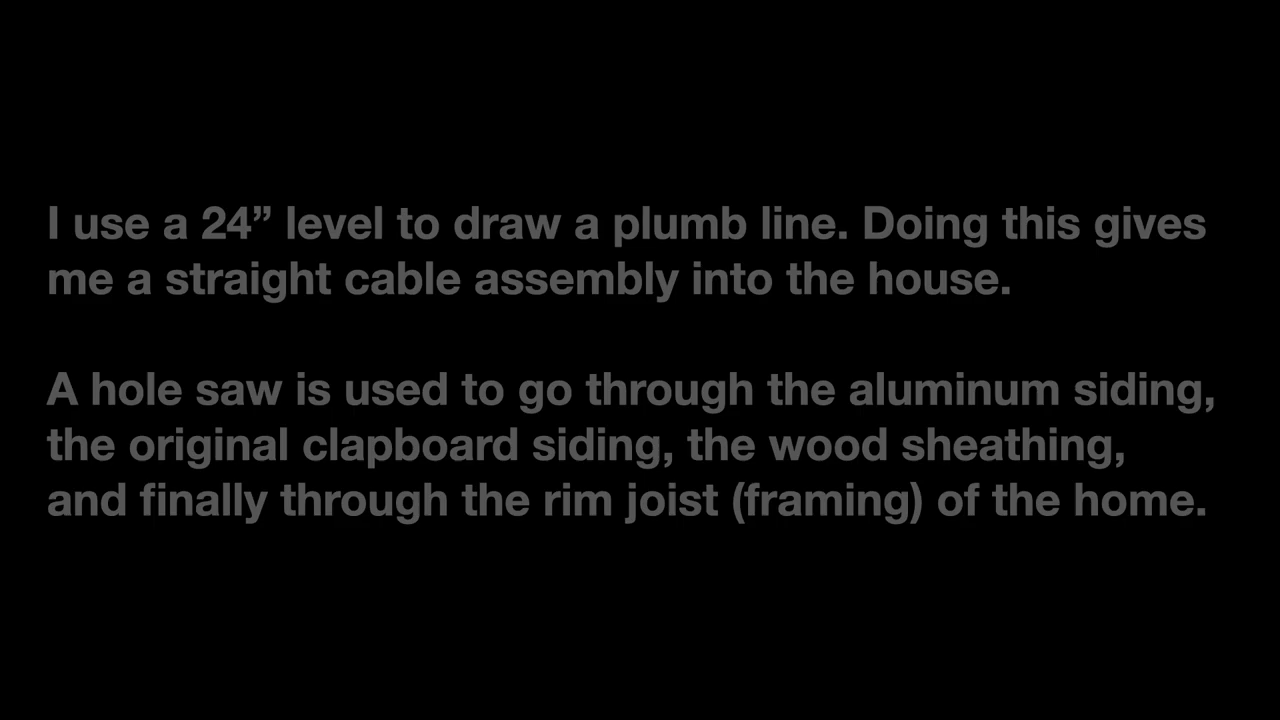 I use a 24” level to draw a plumb line. Doing this gives
me a straight cable assembly into the house.
A hole saw is used to go through the aluminum siding,
the original clapboard siding, the wood sheathing,
and finally through the rim joist (framing) of the home.